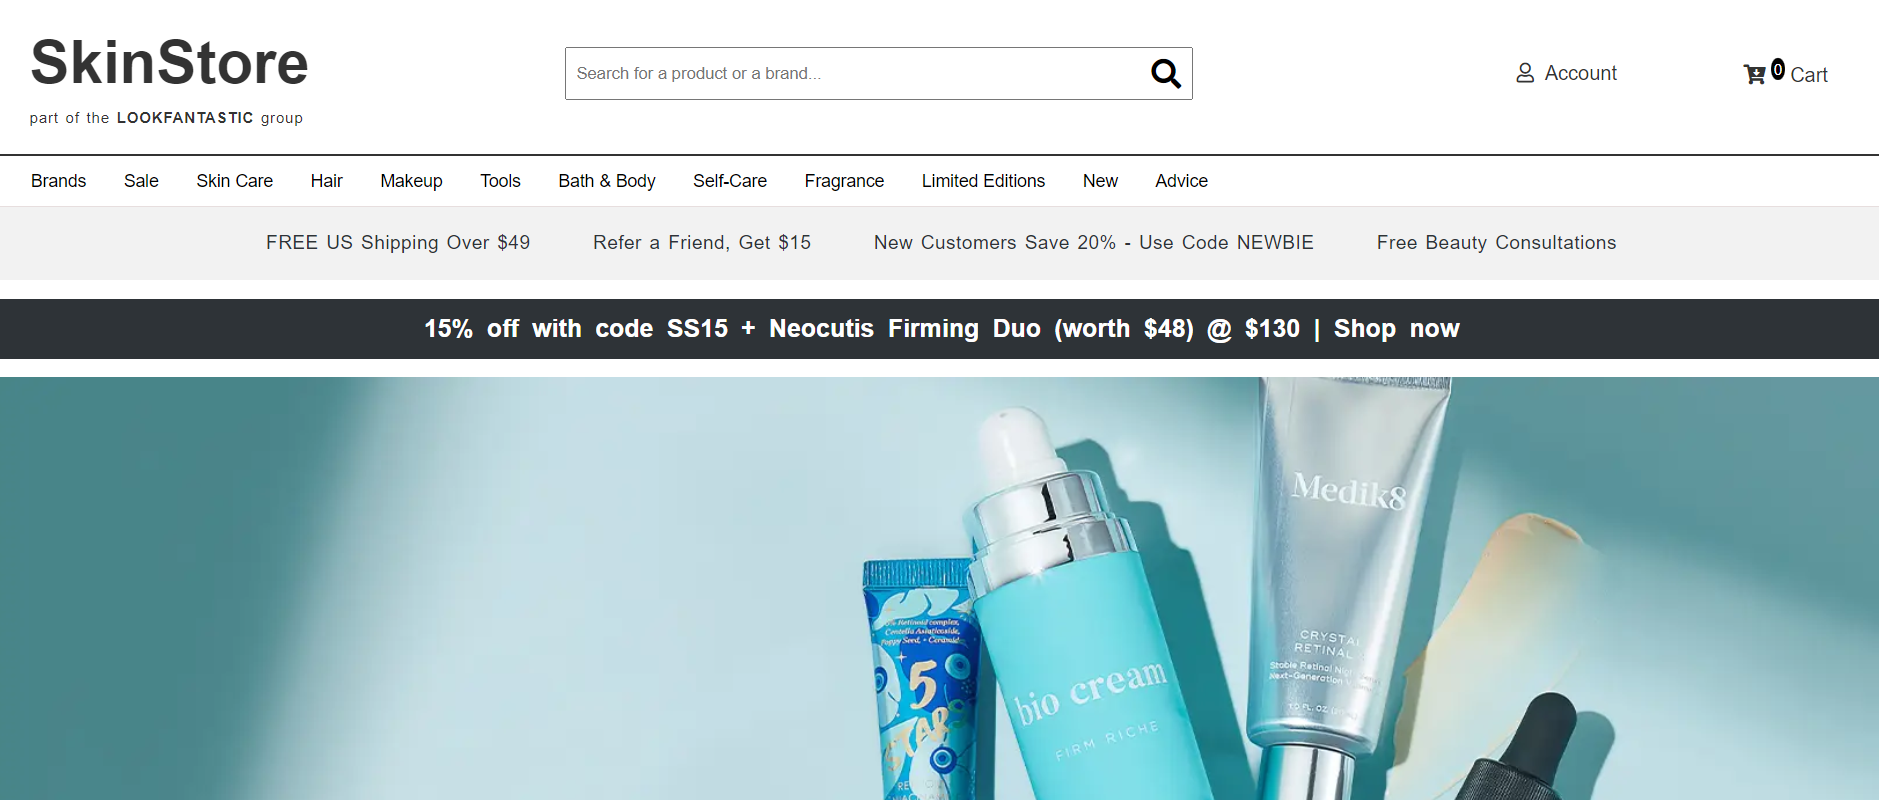 SkinStore
part of the LOOKFANTASTIC group
Search for a product or a brand...
Account
0 Cart
Brands Sale Skin Care Hair Makeup Tools Bath & Body Self-Care Fragrance Limited Editions New Advice
FREE US Shipping Over $49 Refer a Friend, Get $15 New Customers Save 20% - Use Code NEWBIE Free Beauty Consultations
15% off with code SS15 + Neocutis Firming Duo (worth $48) @ $130 | Shop now
Medik8
CRYSTAL
RETINAL
Stable Retinal
Next-Generation
Retinoid complex,
Centella Asiaticoside,
Poppy Seed, + Ceramide
5
STAR
bio cream
FIRM RICHE